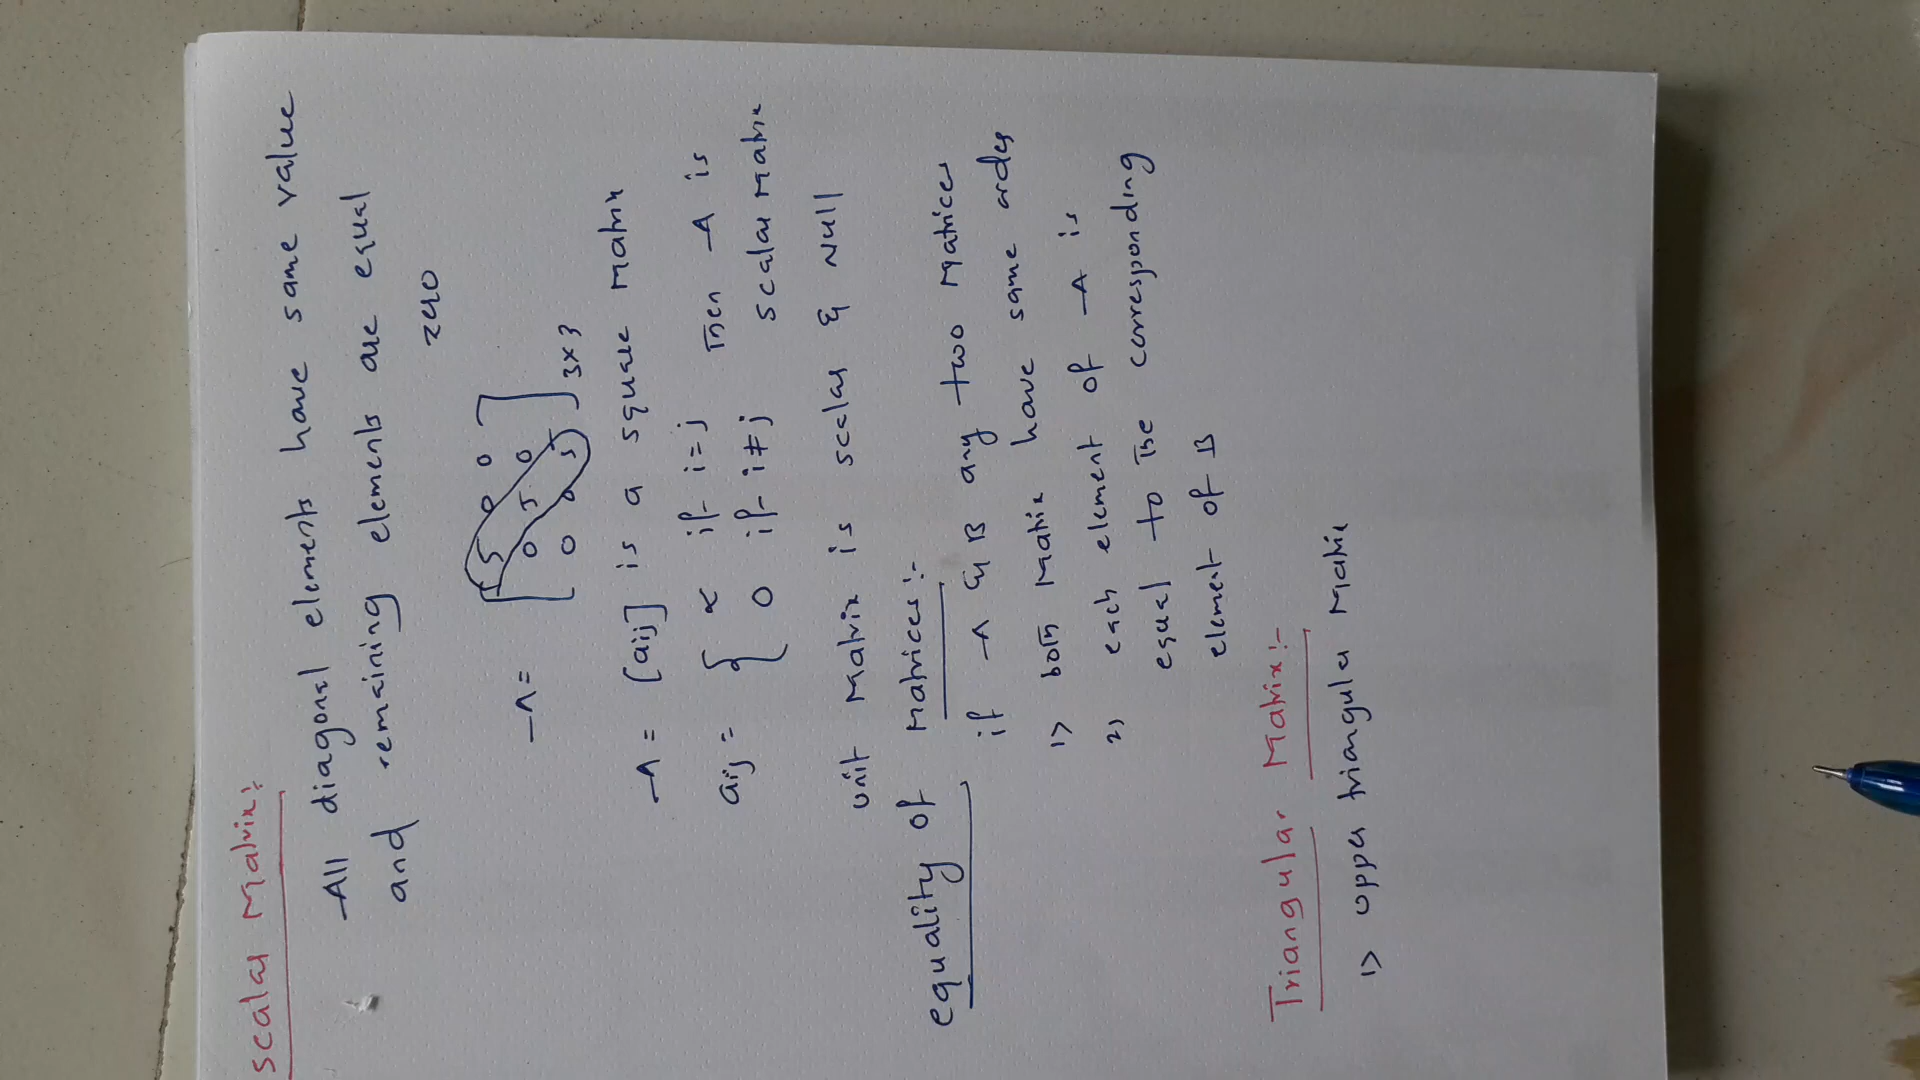 scalar Matrix:-
All diagonal elements have same value
and remaining elements are equal
zero
A = [5 0 0
0 5 0
0 0 5] 3×3
A = [aij] is a square matrix
aij = { α if i=j Then A is
0 if i≠j scalar matrix
unit Matrix is scalar & Null
equality of Matrices:-
if A & B any two Matrices
1> both Matrix have same order
2, each element of A is
equal to The corresponding
element of B
Triangular Matrix:-
1> upper triangular Matrix